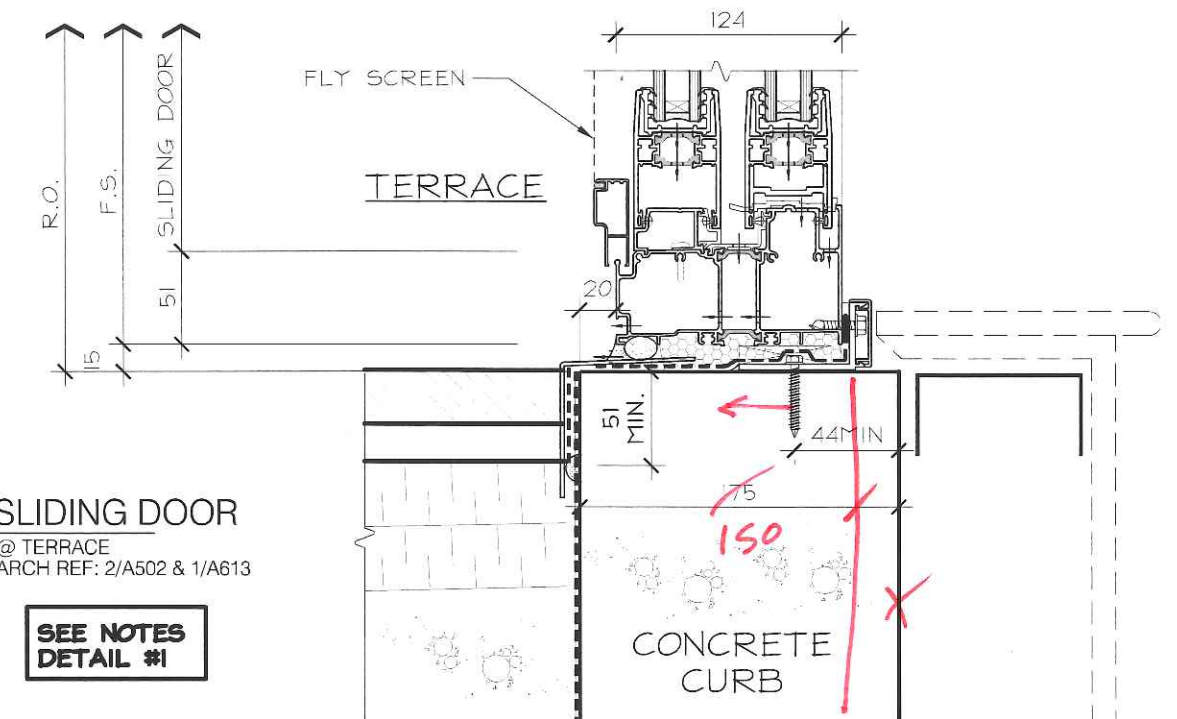 124
FLY SCREEN
TERRACE
R.O.
F.S.
SLIDING DOOR
51
15
20
51
MIN.
44MIN
175
150
CONCRETE
CURB
SLIDING DOOR
@ TERRACE
ARCH REF: 2/A502 & 1/A613
SEE NOTES
DETAIL #1